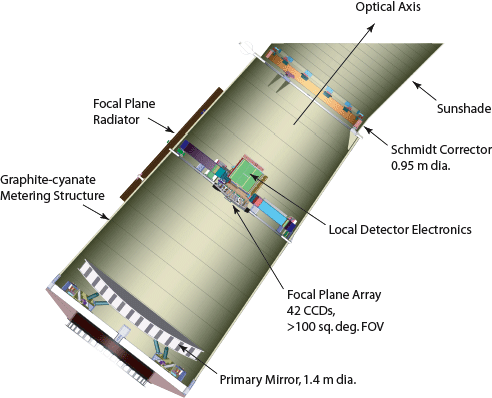 Optical Axis
Focal Plane
Radiator
Sunshade
Schmidt Corrector
0.95 m dia.
Graphite-cyanate
Metering Structure
Local Detector Electronics
Focal Plane Array
42 CCDs,
>100 sq. deg. FOV
Primary Mirror, 1.4 m dia.